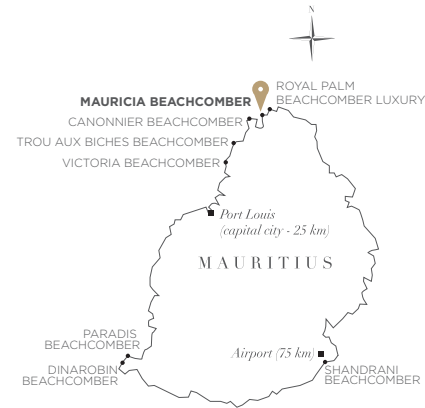 N
ROYAL PALM
BEACHCOMBER LUXURY
MAURICIA BEACHCOMBER
CANONNIER BEACHCOMBER
TROU AUX BICHES BEACHCOMBER
VICTORIA BEACHCOMBER
Port Louis
(capital city - 25 km)
MAURITIUS
PARADIS
BEACHCOMBER
DINAROBIN
BEACHCOMBER
Airport (75 km)
SHANDRANI
BEACHCOMBER